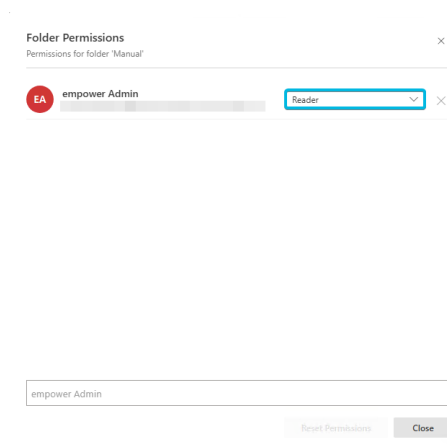 Folder Permissions
Permissions for folder 'Manual'
EA
empower Admin
Reader
empower Admin
Reset Permissions
Close